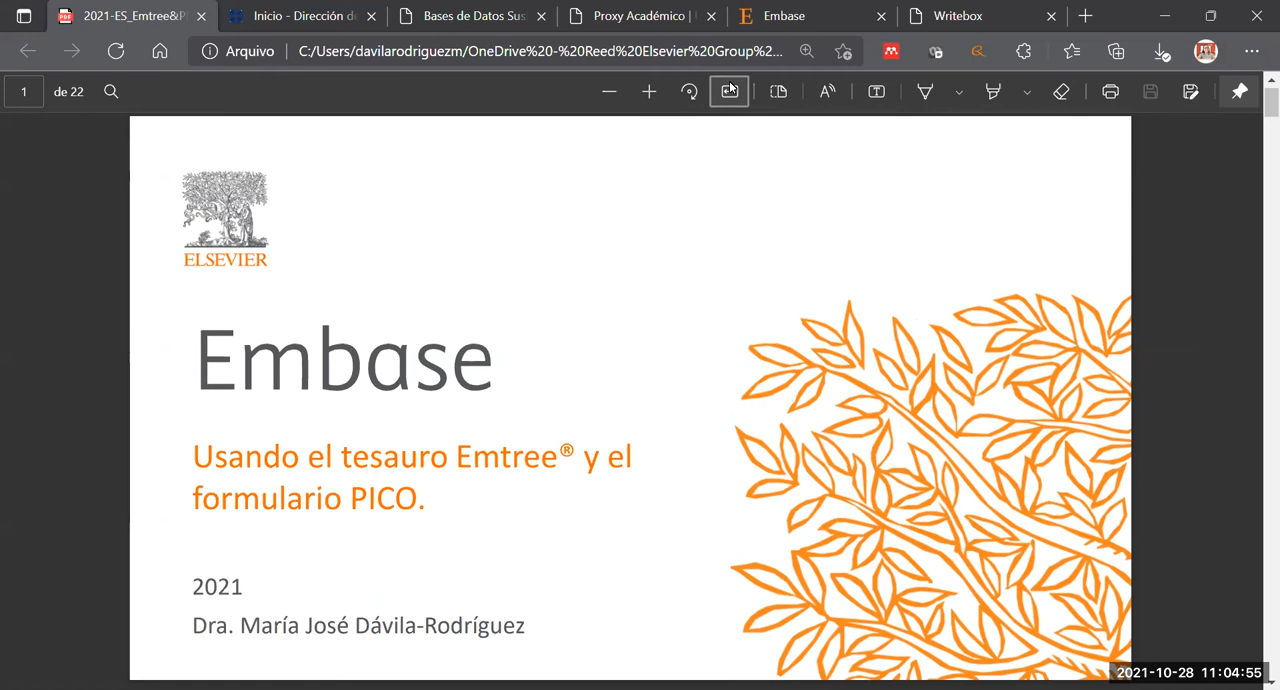 2021-ES_Emtree&P
Inicio - Dirección de
Bases de Datos Sus
Proxy Académico |
Embase
Writebox
Arquivo
C:/Users/davilarodriguezm/OneDrive%20-%20Reed%20Elsevier%20Group%2...
1
de 22
ELSEVIER
Embase
Usando el tesauro Emtree® y el
formulario PICO.
2021
Dra. María José Dávila-Rodríguez
2021-10-28 11:04:55